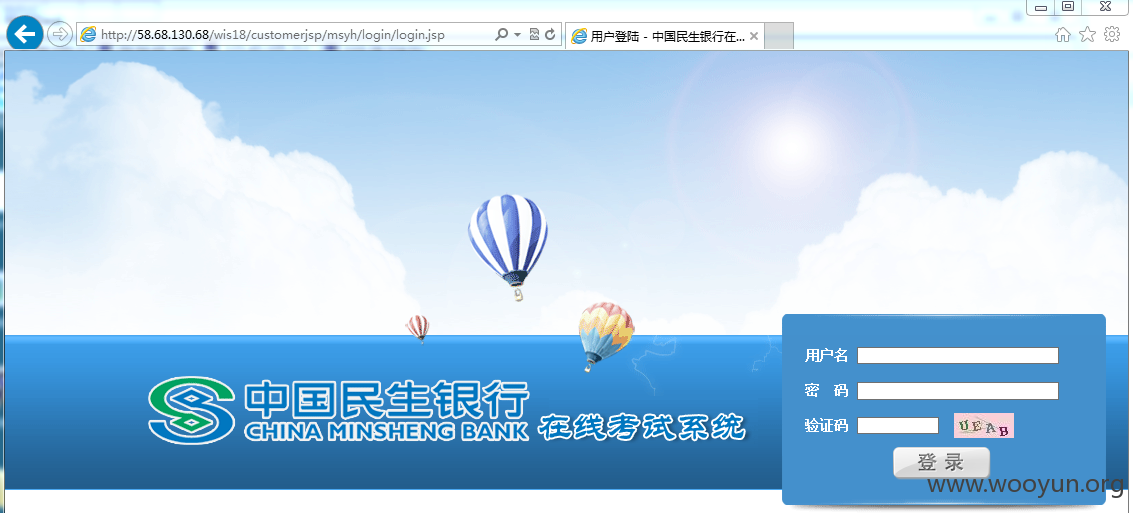 http://58.68.130.68/wis18/customerjsp/msyh/login/login.jsp
用户登陆 - 中国民生银行在...
中国民生银行
CHINA MINSHENG BANK
在线考试系统
用户名
密 码
验证码
UEAB
登 录
www.wooyun.org